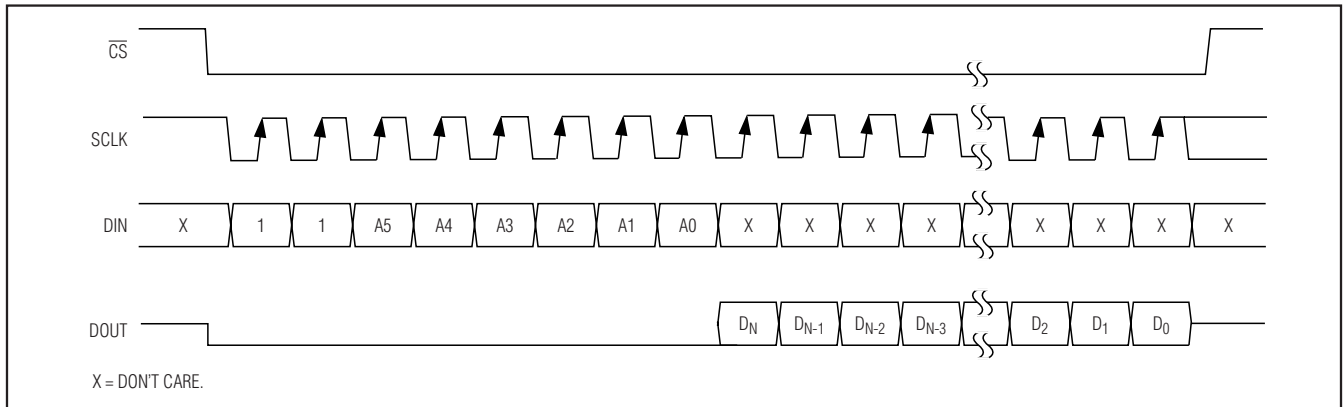 CS
SCLK
DIN X 1 1 A5 A4 A3 A2 A1 A0 X X X X X X X X
DOUT DN DN-1 DN-2 DN-3 D2 D1 D0
X = DON'T CARE.